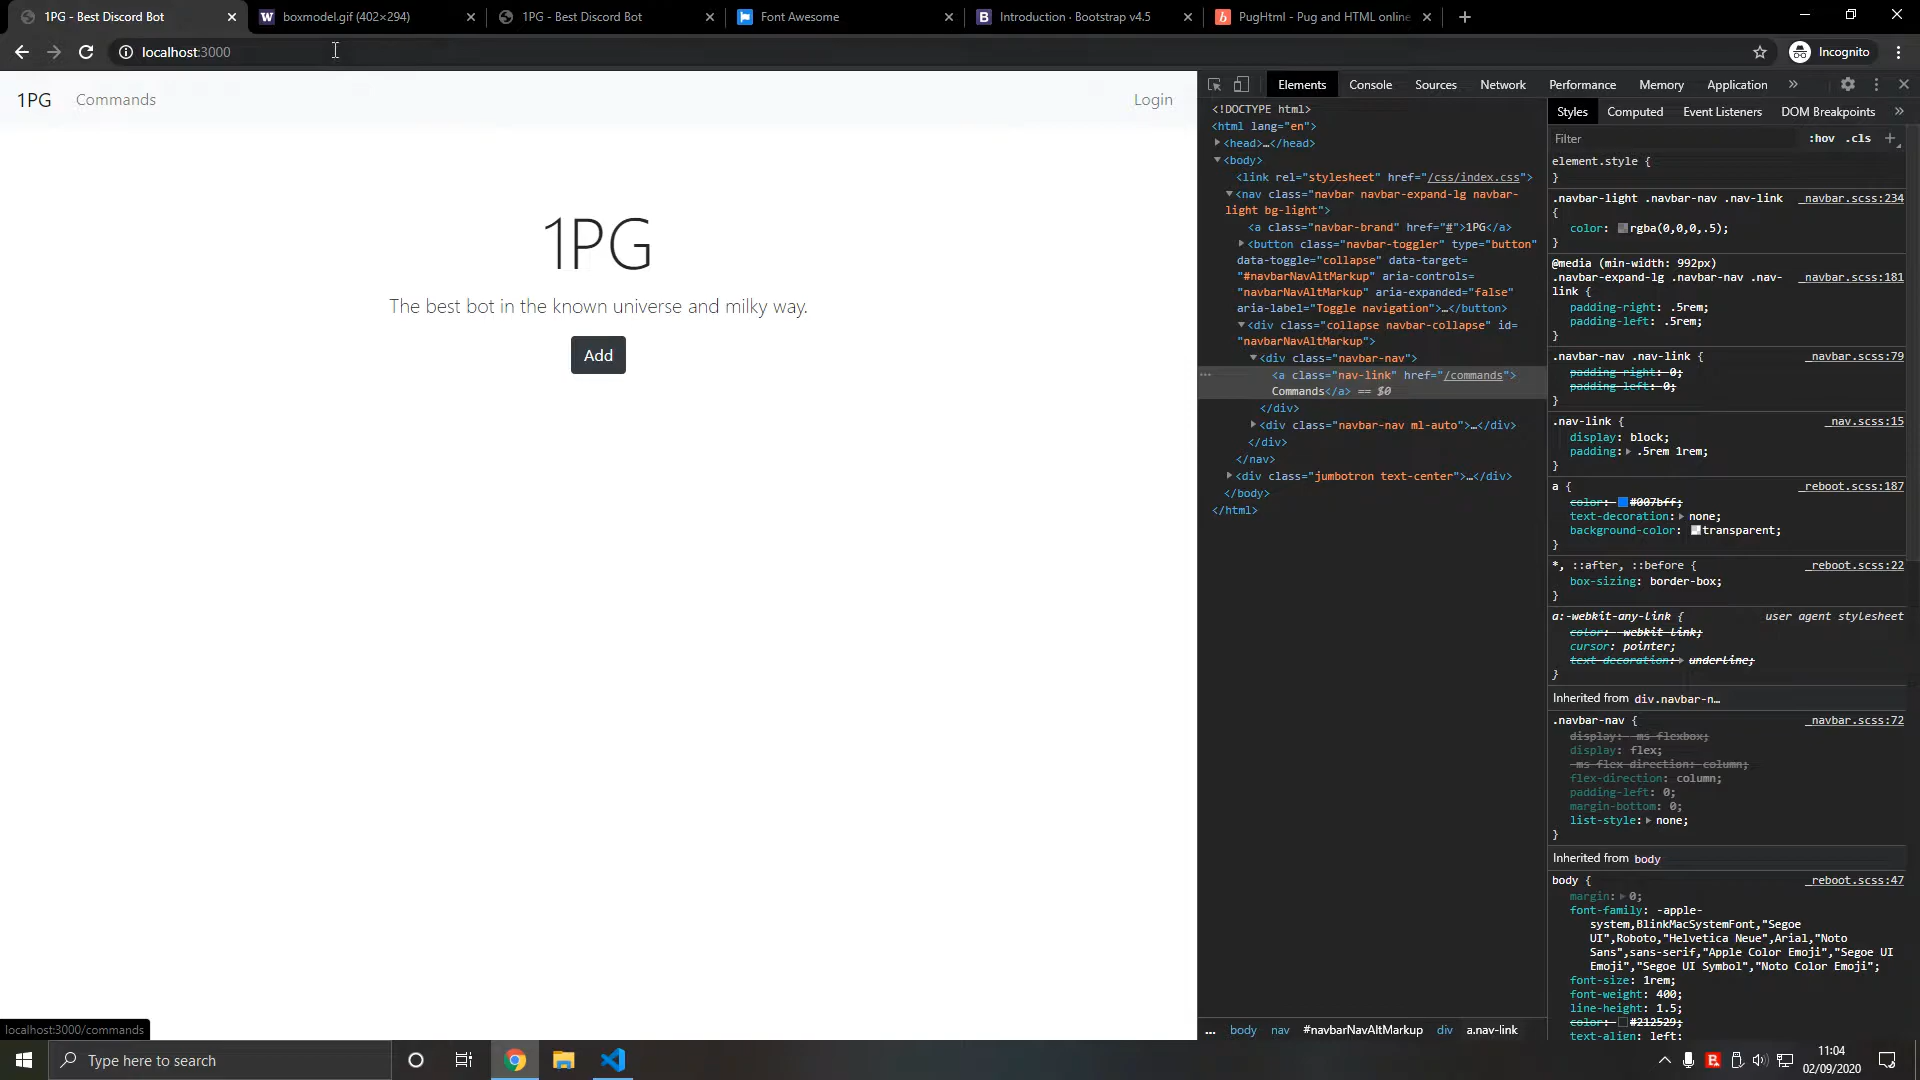 1PG - Best Discord Bot
boxmodel.gif (402×294)
1PG - Best Discord Bot
Font Awesome
Introduction · Bootstrap v4.5
PugHtml - Pug and HTML online
localhost:3000
Incognito
1PG Commands Login
1PG
The best bot in the known universe and milky way.
Add
localhost:3000/commands
Elements Console Sources Network Performance Memory Application »
<!DOCTYPE html>
<html lang="en">
<head>…</head>
<body>
<link rel="stylesheet" href="/css/index.css">
<nav class="navbar navbar-expand-lg navbar-
light bg-light">
<a class="navbar-brand" href="#">1PG</a>
<button class="navbar-toggler" type="button"
data-toggle="collapse" data-target=
"#navbarNavAltMarkup" aria-controls=
"navbarNavAltMarkup" aria-expanded="false"
aria-label="Toggle navigation">…</button>
<div class="collapse navbar-collapse" id=
"navbarNavAltMarkup">
<div class="navbar-nav">
<a class="nav-link" href="/commands">
Commands</a> == $0
</div>
<div class="navbar-nav ml-auto">…</div>
</div>
</nav>
<div class="jumbotron text-center">…</div>
</body>
</html>
... body nav #navbarNavAltMarkup div a.nav-link
Styles Computed Event Listeners DOM Breakpoints »
Filter :hov .cls +
element.style {
}
.navbar-light .navbar-nav .nav-link _navbar.scss:234
{
color: rgba(0,0,0,.5);
}
@media (min-width: 992px)
.navbar-expand-lg .navbar-nav .nav- _navbar.scss:181
link {
padding-right: .5rem;
padding-left: .5rem;
}
.navbar-nav .nav-link { _navbar.scss:79
padding-right: 0;
padding-left: 0;
}
.nav-link { _nav.scss:15
display: block;
padding: .5rem 1rem;
}
a { _reboot.scss:187
color: #007bff;
text-decoration: none;
background-color: transparent;
}
*, ::after, ::before { _reboot.scss:22
box-sizing: border-box;
}
a:-webkit-any-link { user agent stylesheet
color: -webkit-link;
cursor: pointer;
text-decoration: underline;
}
Inherited from div.navbar-n…
.navbar-nav { _navbar.scss:72
display: -ms-flexbox;
display: flex;
-ms-flex-direction: column;
flex-direction: column;
padding-left: 0;
margin-bottom: 0;
list-style: none;
}
Inherited from body
body { _reboot.scss:47
margin: 0;
font-family: -apple-
system,BlinkMacSystemFont,"Segoe
UI",Roboto,"Helvetica Neue",Arial,"Noto
Sans",sans-serif,"Apple Color Emoji","Segoe UI
Emoji","Segoe UI Symbol","Noto Color Emoji";
font-size: 1rem;
font-weight: 400;
line-height: 1.5;
color: #212529;
text-align: left;
Type here to search
11:04
02/09/2020